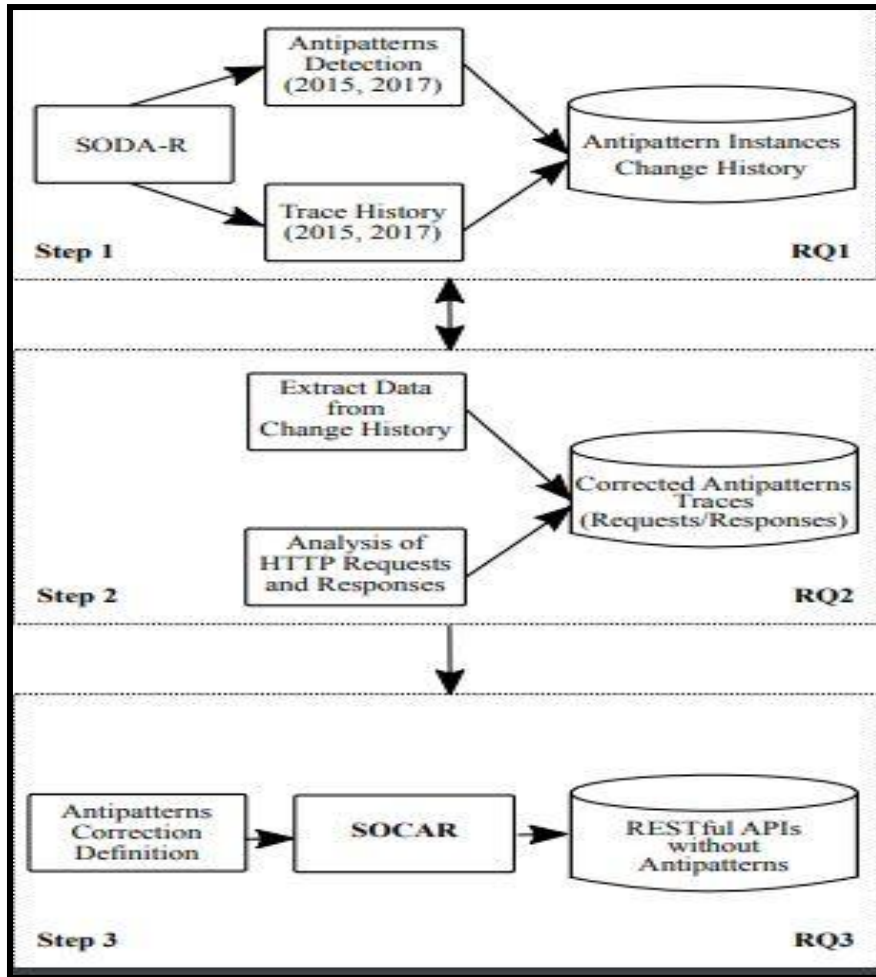 Antipatterns
Detection
(2015, 2017)
SODA-R
Antipattern Instances
Change History
Trace History
(2015, 2017)
Step 1
RQ1
Extract Data
from
Change History
Corrected Antipatterns
Traces
(Requests/Responses)
Analysis of
HTTP Requests
and Responses
Step 2
RQ2
Antipatterns
Correction
Definition
SOCAR
RESTful APIs
without
Antipatterns
Step 3
RQ3